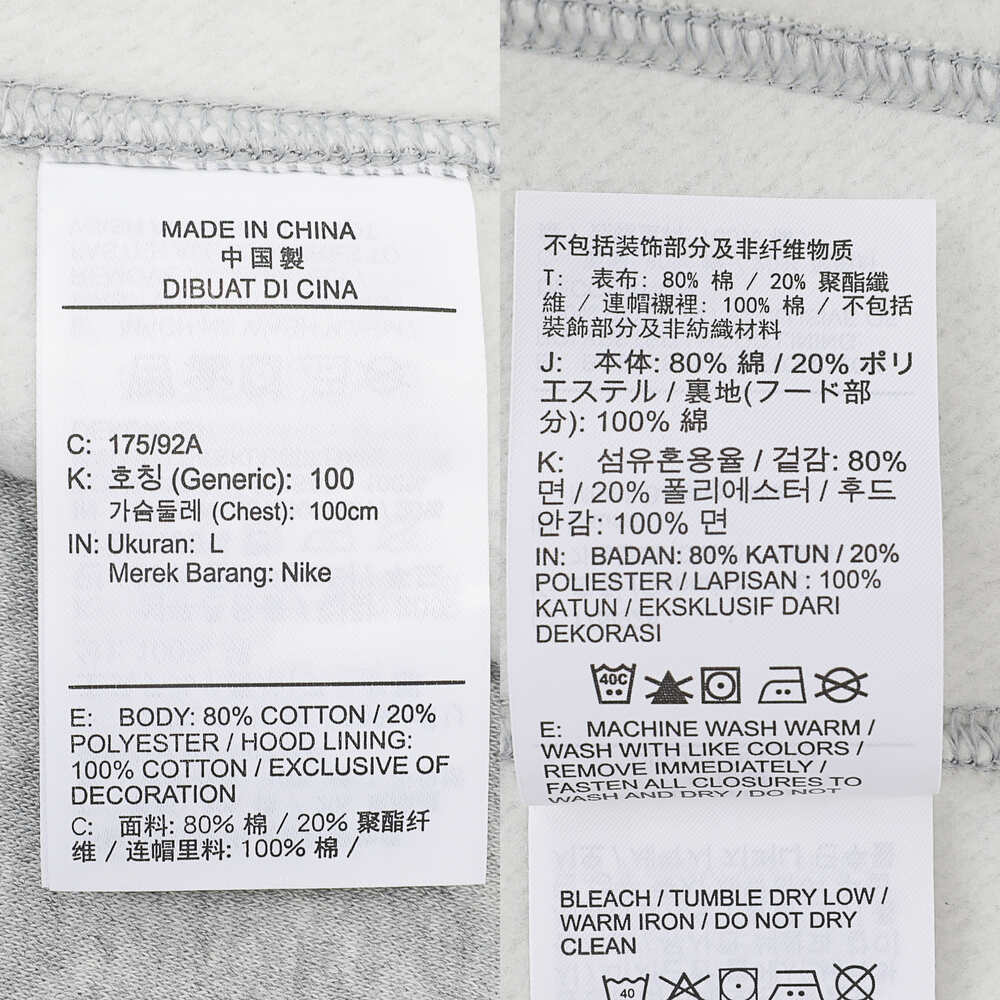 MADE IN CHINA
中国製
DIBUAT DI CINA
C: 175/92A
K: 호칭 (Generic): 100
가슴둘레 (Chest): 100cm
IN: Ukuran: L
Merek Barang: Nike
E: BODY: 80% COTTON / 20%
POLYESTER / HOOD LINING:
100% COTTON / EXCLUSIVE OF
DECORATION
C: 面料: 80% 棉 / 20% 聚酯纤
维 / 连帽里料: 100% 棉 /
不包括装饰部分及非纤维物质
T: 表布: 80% 棉 / 20% 聚酯纖
維 / 連帽襯裡: 100% 棉 / 不包括
裝飾部分及非紡織材料
J: 本体: 80% 綿 / 20% ポリ
エステル / 裏地(フード部
分): 100% 綿
K: 섬유혼용율 / 겉감: 80%
면 / 20% 폴리에스터 / 후드
안감: 100% 면
IN: BADAN: 80% KATUN / 20%
POLIESTER / LAPISAN : 100%
KATUN / EKSKLUSIF DARI
DEKORASI
40C
E: MACHINE WASH WARM /
WASH WITH LIKE COLORS /
REMOVE IMMEDIATELY /
FASTEN ALL CLOSURES TO
WASH AND DRY / DO NOT
BLEACH / TUMBLE DRY LOW /
WARM IRON / DO NOT DRY
CLEAN
40